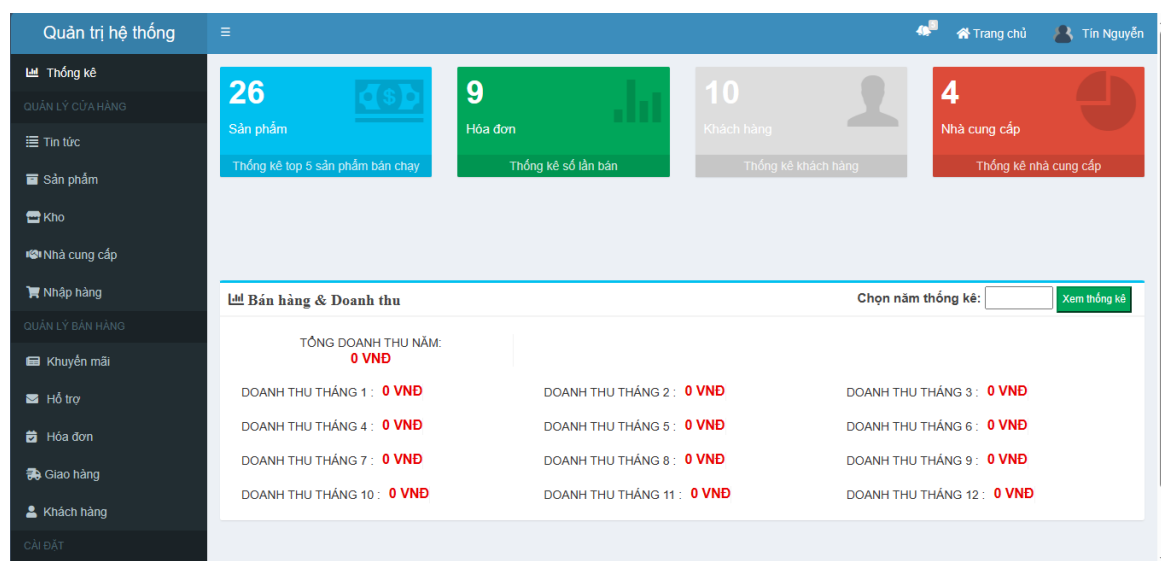 Quản trị hệ thống
Trang chủ
Tín Nguyễn
Thống kê
QUẢN LÝ CỬA HÀNG
Tin tức
Sản phẩm
Kho
Nhà cung cấp
Nhập hàng
QUẢN LÝ BÁN HÀNG
Khuyến mãi
Hổ trợ
Hóa đơn
Giao hàng
Khách hàng
CÀI ĐẶT
26
Sản phẩm
Thống kê top 5 sản phẩm bán chạy
9
Hóa đơn
Thống kê số lần bán
10
Khách hàng
Thống kê khách hàng
4
Nhà cung cấp
Thống kê nhà cung cấp
Bán hàng & Doanh thu
Chọn năm thống kê:
Xem thống kê
TỔNG DOANH THU NĂM:
0 VNĐ
DOANH THU THÁNG 1 : 0 VNĐ
DOANH THU THÁNG 2 : 0 VNĐ
DOANH THU THÁNG 3 : 0 VNĐ
DOANH THU THÁNG 4 : 0 VNĐ
DOANH THU THÁNG 5 : 0 VNĐ
DOANH THU THÁNG 6 : 0 VNĐ
DOANH THU THÁNG 7 : 0 VNĐ
DOANH THU THÁNG 8 : 0 VNĐ
DOANH THU THÁNG 9 : 0 VNĐ
DOANH THU THÁNG 10 : 0 VNĐ
DOANH THU THÁNG 11 : 0 VNĐ
DOANH THU THÁNG 12 : 0 VNĐ